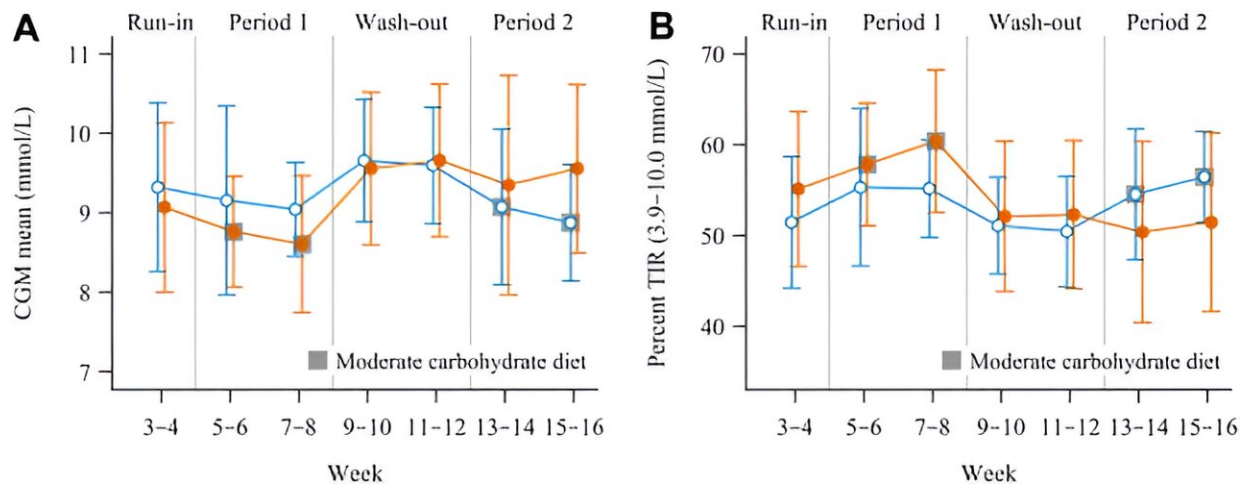 A
Run-in Period 1 Wash-out Period 2
CGM mean (mmol/L)
11
10
9
8
7
Moderate carbohydrate diet
3-4 5-6 7-8 9-10 11-12 13-14 15-16
Week
B
Run-in Period 1 Wash-out Period 2
Percent TIR (3.9-10.0 mmol/L)
70
60
50
40
Moderate carbohydrate diet
3-4 5-6 7-8 9-10 11-12 13-14 15-16
Week